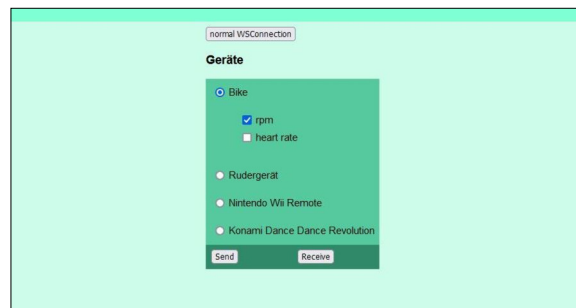 normal WSConnection
Geräte
Bike
rpm
heart rate
Rudergerät
Nintendo Wii Remote
Konami Dance Dance Revolution
Send Receive